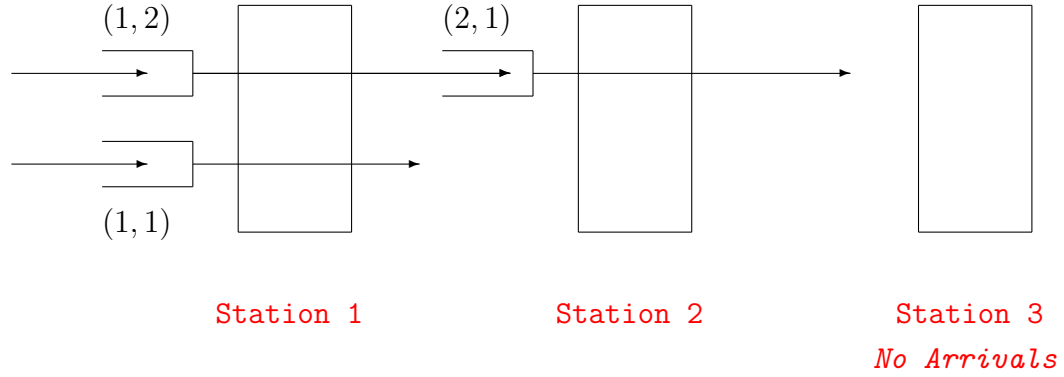 (1, 2)
(2, 1)
(1, 1)
Station 1
Station 2
Station 3
No Arrivals